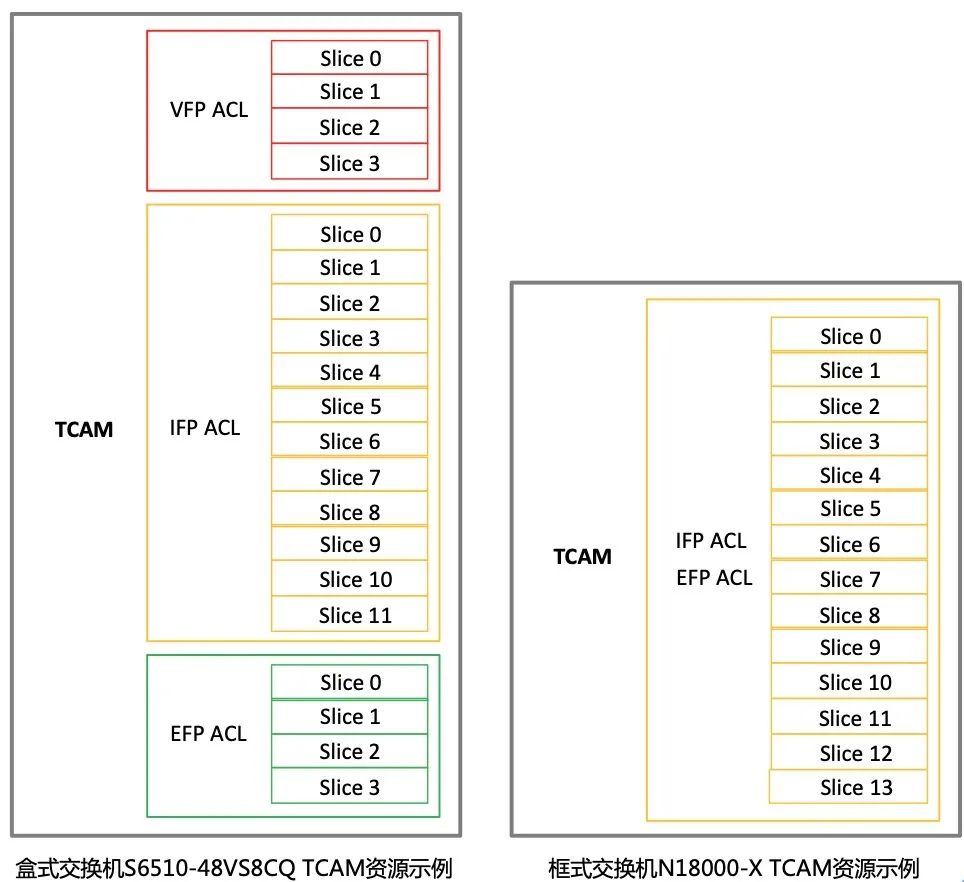 VFP ACL
Slice 0
Slice 1
Slice 2
Slice 3
TCAM
IFP ACL
Slice 0
Slice 1
Slice 2
Slice 3
Slice 4
Slice 5
Slice 6
Slice 7
Slice 8
Slice 9
Slice 10
Slice 11
EFP ACL
Slice 0
Slice 1
Slice 2
Slice 3
盒式交换机S6510-48VS8CQ TCAM资源示例
TCAM
IFP ACL
EFP ACL
Slice 0
Slice 1
Slice 2
Slice 3
Slice 4
Slice 5
Slice 6
Slice 7
Slice 8
Slice 9
Slice 10
Slice 11
Slice 12
Slice 13
框式交换机N18000-X TCAM资源示例